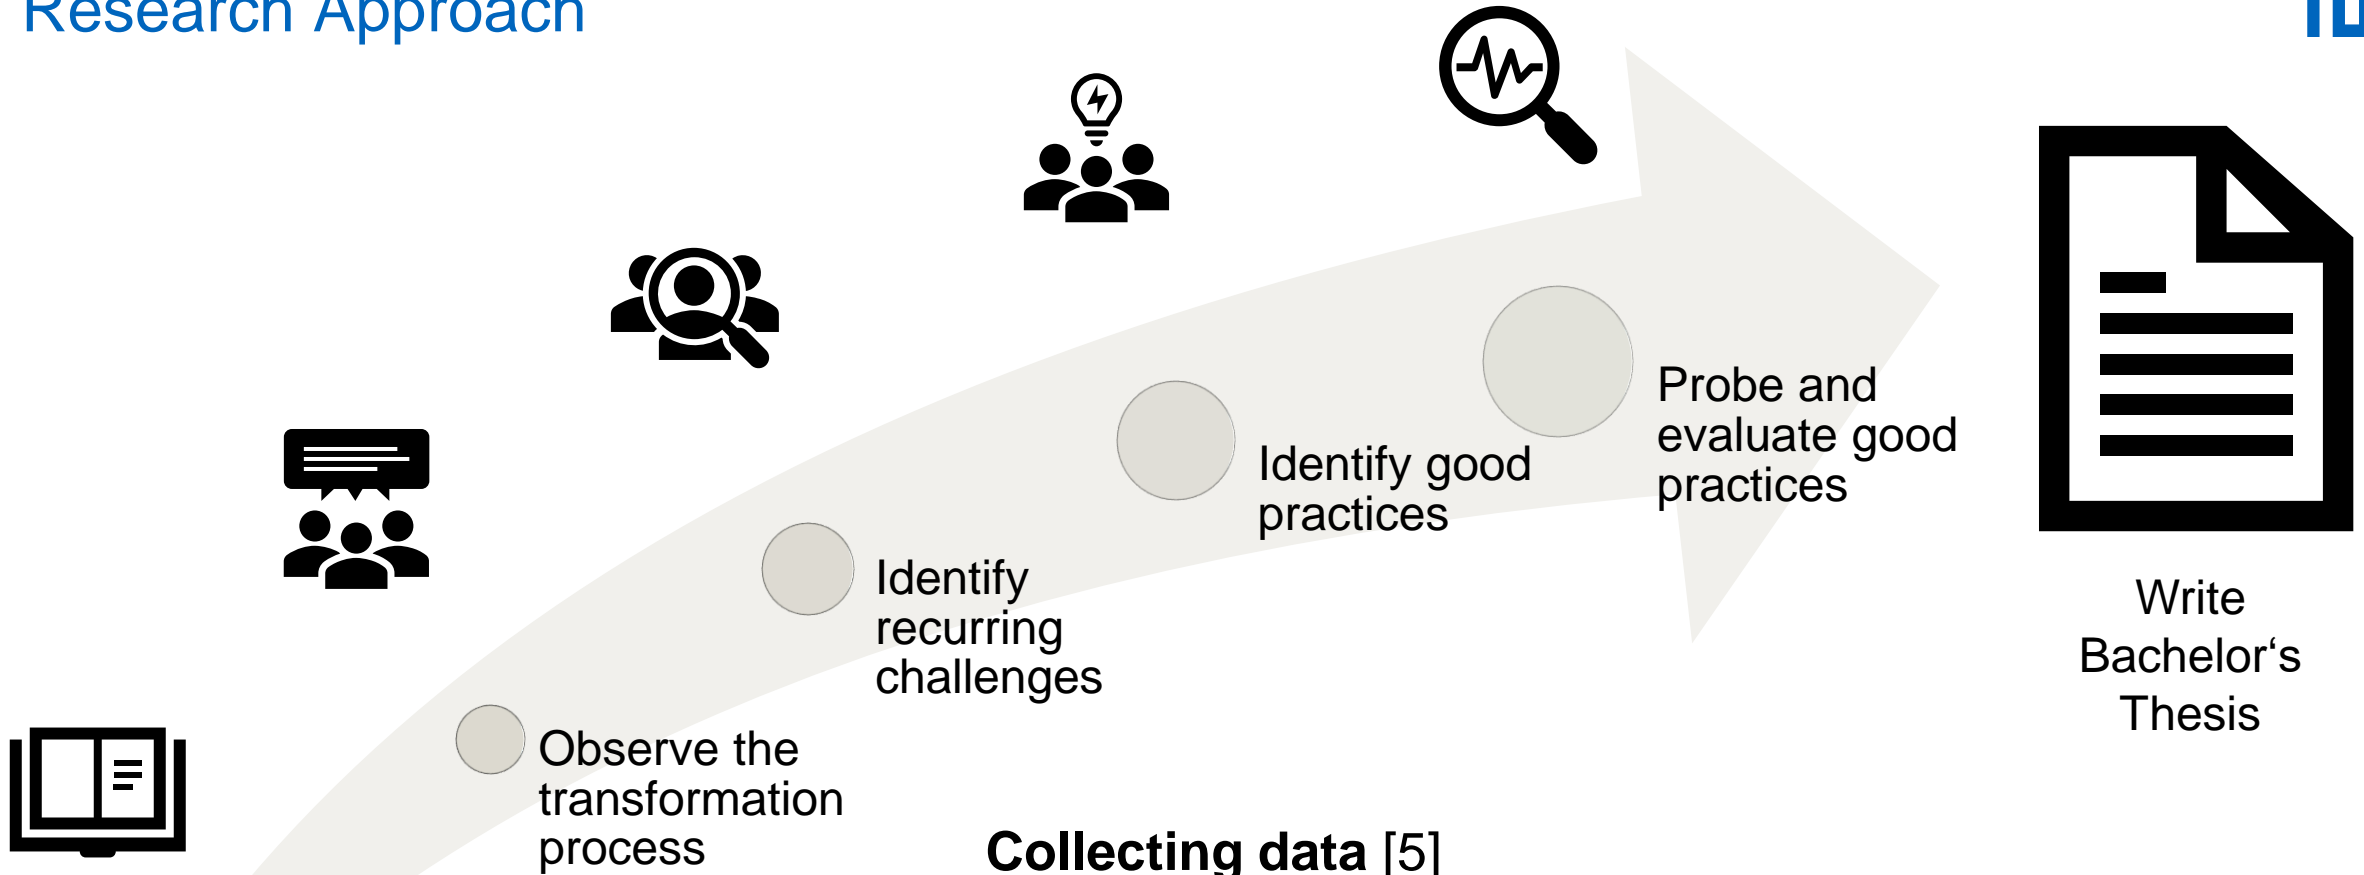 Research Approach
Probe and
evaluate good
practices
Identify good
practices
Identify
recurring
challenges
Observe the
transformation
process
Write
Bachelor‘s
Thesis
Collecting data [5]